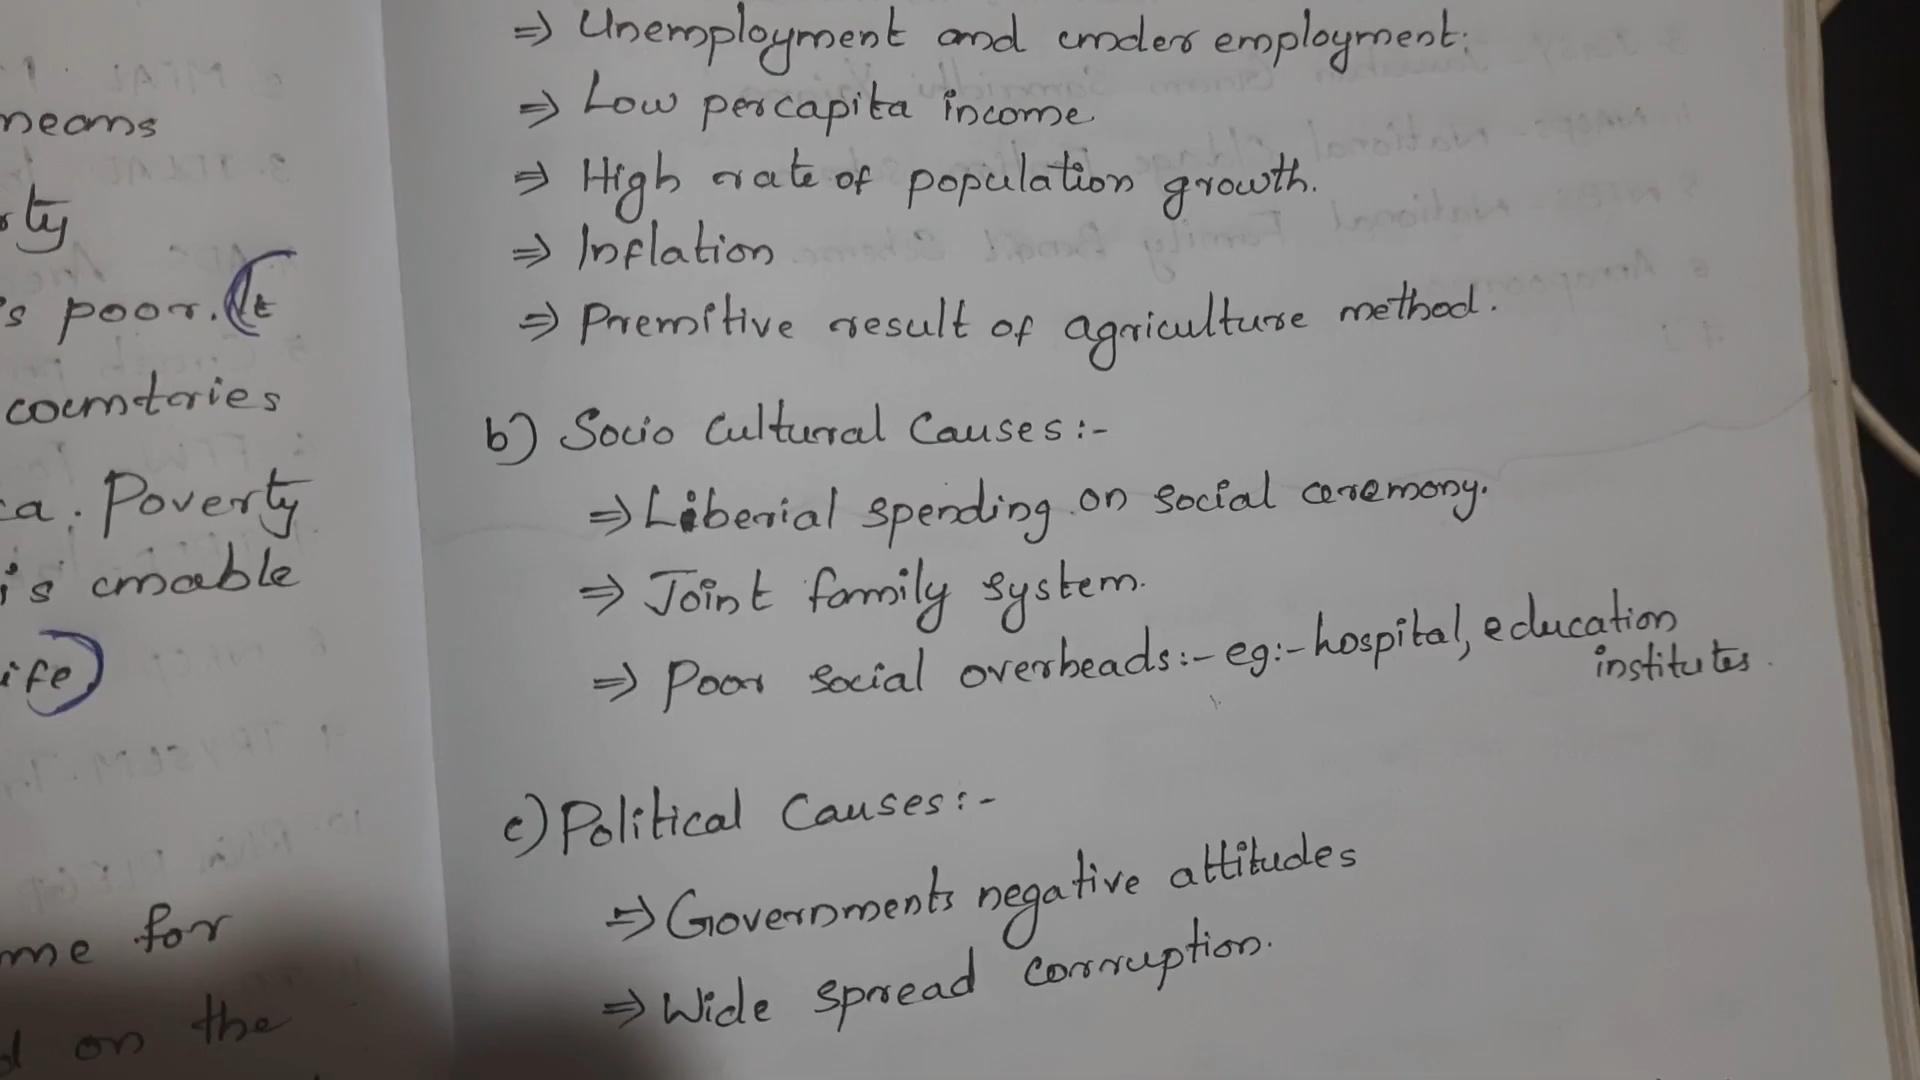 means
rty
's poor. (It
countries
ca. Poverty
is unable
ife)
me for
d on the
⇒ Unemployment and under employment.
⇒ Low percapita income
⇒ High rate of population growth.
⇒ Inflation
⇒ Premitive result of agriculture method.
b) Socio Cultural Causes:-
⇒ Liberial spending on social ceremony.
⇒ Joint family system.
⇒ Poor social overheads:- eg:- hospital, education
institutes.
c) Political Causes:-
⇒ Governments negative attitudes
⇒ Wide spread corruption.